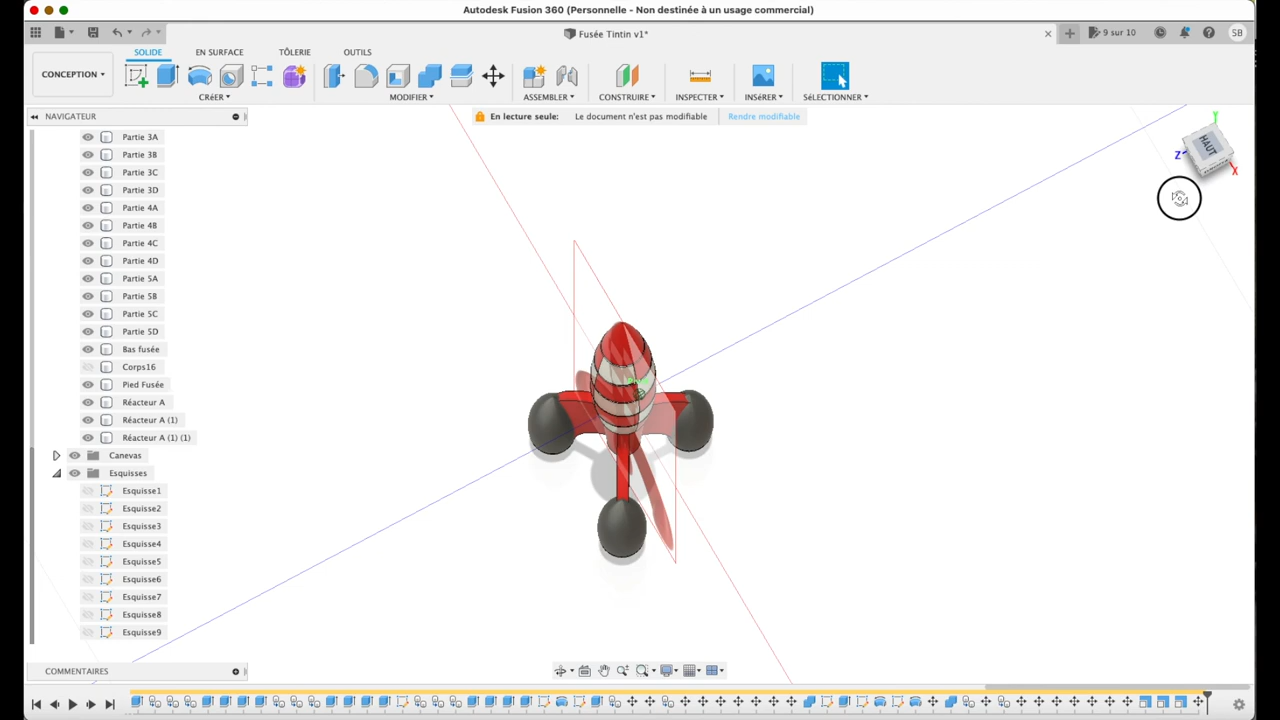 Autodesk Fusion 360 (Personnelle - Non destinée à un usage commercial)
Fusée Tintin v1*
9 sur 10
SB
CONCEPTION
SOLIDE
EN SURFACE
TÔLERIE
OUTILS
CRÉER
MODIFIER
ASSEMBLER
CONSTRUIRE
INSPECTER
INSÉRER
SÉLECTIONNER
NAVIGATEUR
En lecture seule: Le document n'est pas modifiable Rendre modifiable
Y
HAUT
Z
X
Partie 3A
Partie 3B
Partie 3C
Partie 3D
Partie 4A
Partie 4B
Partie 4C
Partie 4D
Partie 5A
Partie 5B
Partie 5C
Partie 5D
Bas fusée
Corps16
Pied Fusée
Réacteur A
Réacteur A (1)
Réacteur A (1) (1)
Canevas
Esquisses
Esquisse1
Esquisse2
Esquisse3
Esquisse4
Esquisse5
Esquisse6
Esquisse7
Esquisse8
Esquisse9
COMMENTAIRES